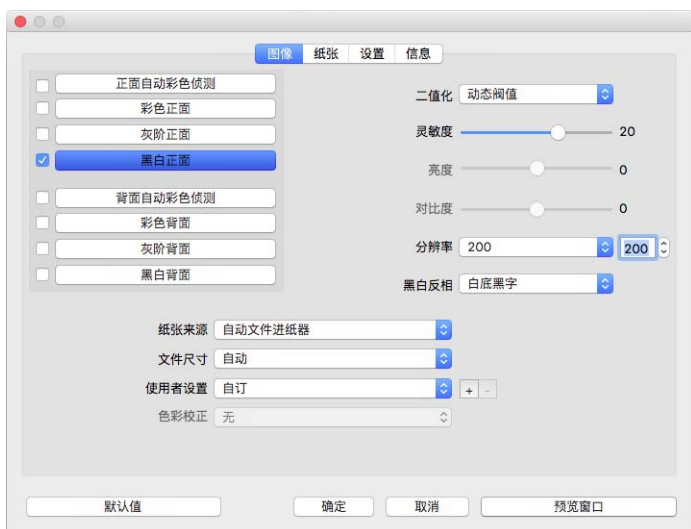 图像 纸张 设置 信息
正面自动彩色侦测
彩色正面
灰阶正面
黑白正面
背面自动彩色侦测
彩色背面
灰阶背面
黑白背面
二值化 动态阀值
灵敏度 20
亮度 0
对比度 0
分辨率 200 200
黑白反相 白底黑字
纸张来源 自动文件进纸器
文件尺寸 自动
使用者设置 自订 + -
色彩校正 无
默认值 确定 取消 预览窗口